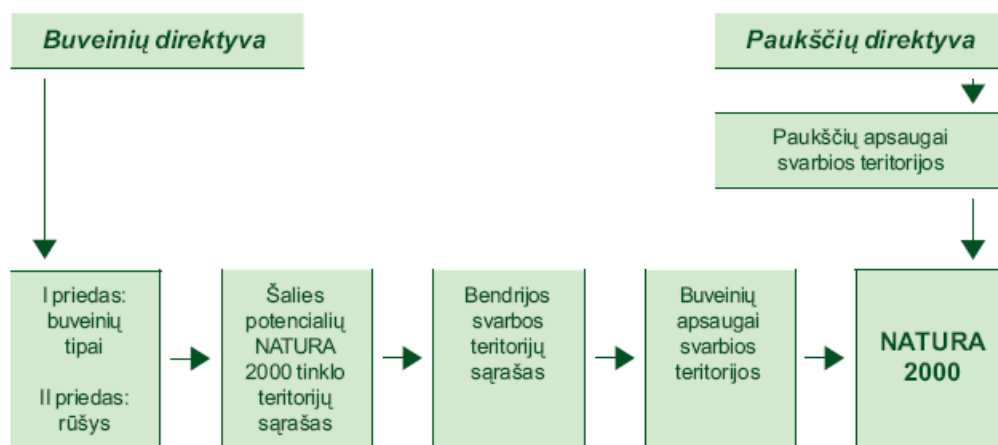 Buveinių direktyva
Paukščių direktyva
Paukščių apsaugai
svarbios teritorijos
I priedas:
buveinių
tipai
II priedas:
rūšys
Šalies
potencialių
NATURA
2000 tinklo
teritorijų
sąrašas
Bendrijos
svarbos
teritorijų
sąrašas
Buveinių
apsaugai
svarbios
teritorijos
NATURA
2000